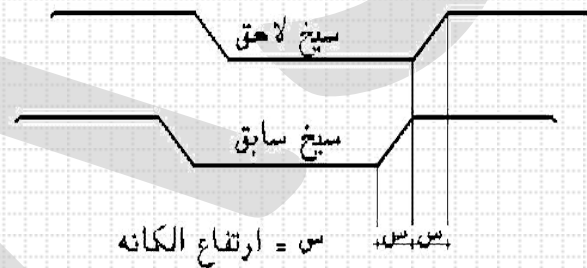 سيخ لاحق
سيخ سابق
س س
س = ارتفاع الكانه